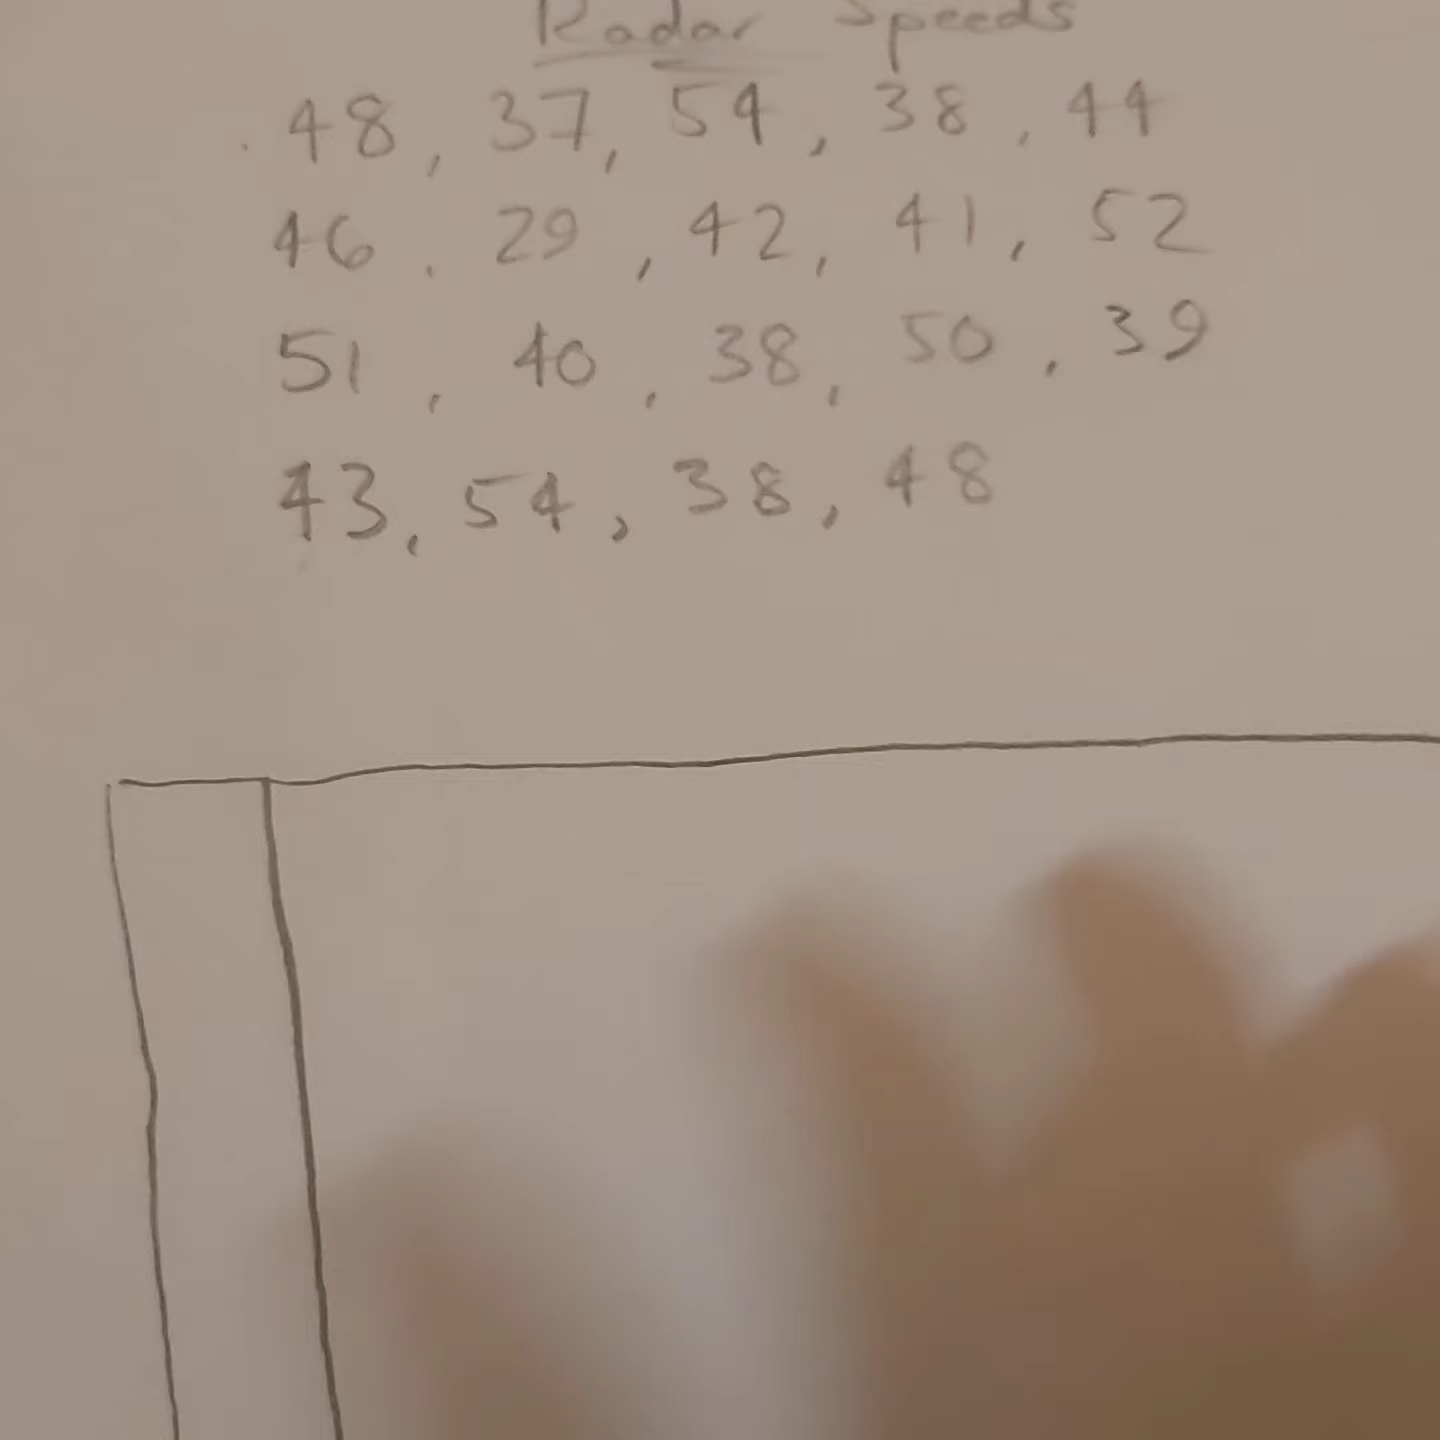 Radar Speeds
48, 37, 54, 38, 44
46, 29, 42, 41, 52
51, 40, 38, 50, 39
43, 54, 38, 48